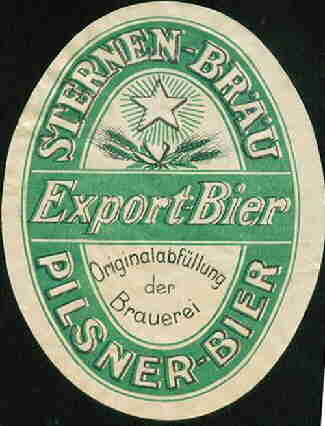 STERNEN-BRÄU
Export Bier
Originalabfüllung
der
Brauerei
PILSNER-BIER